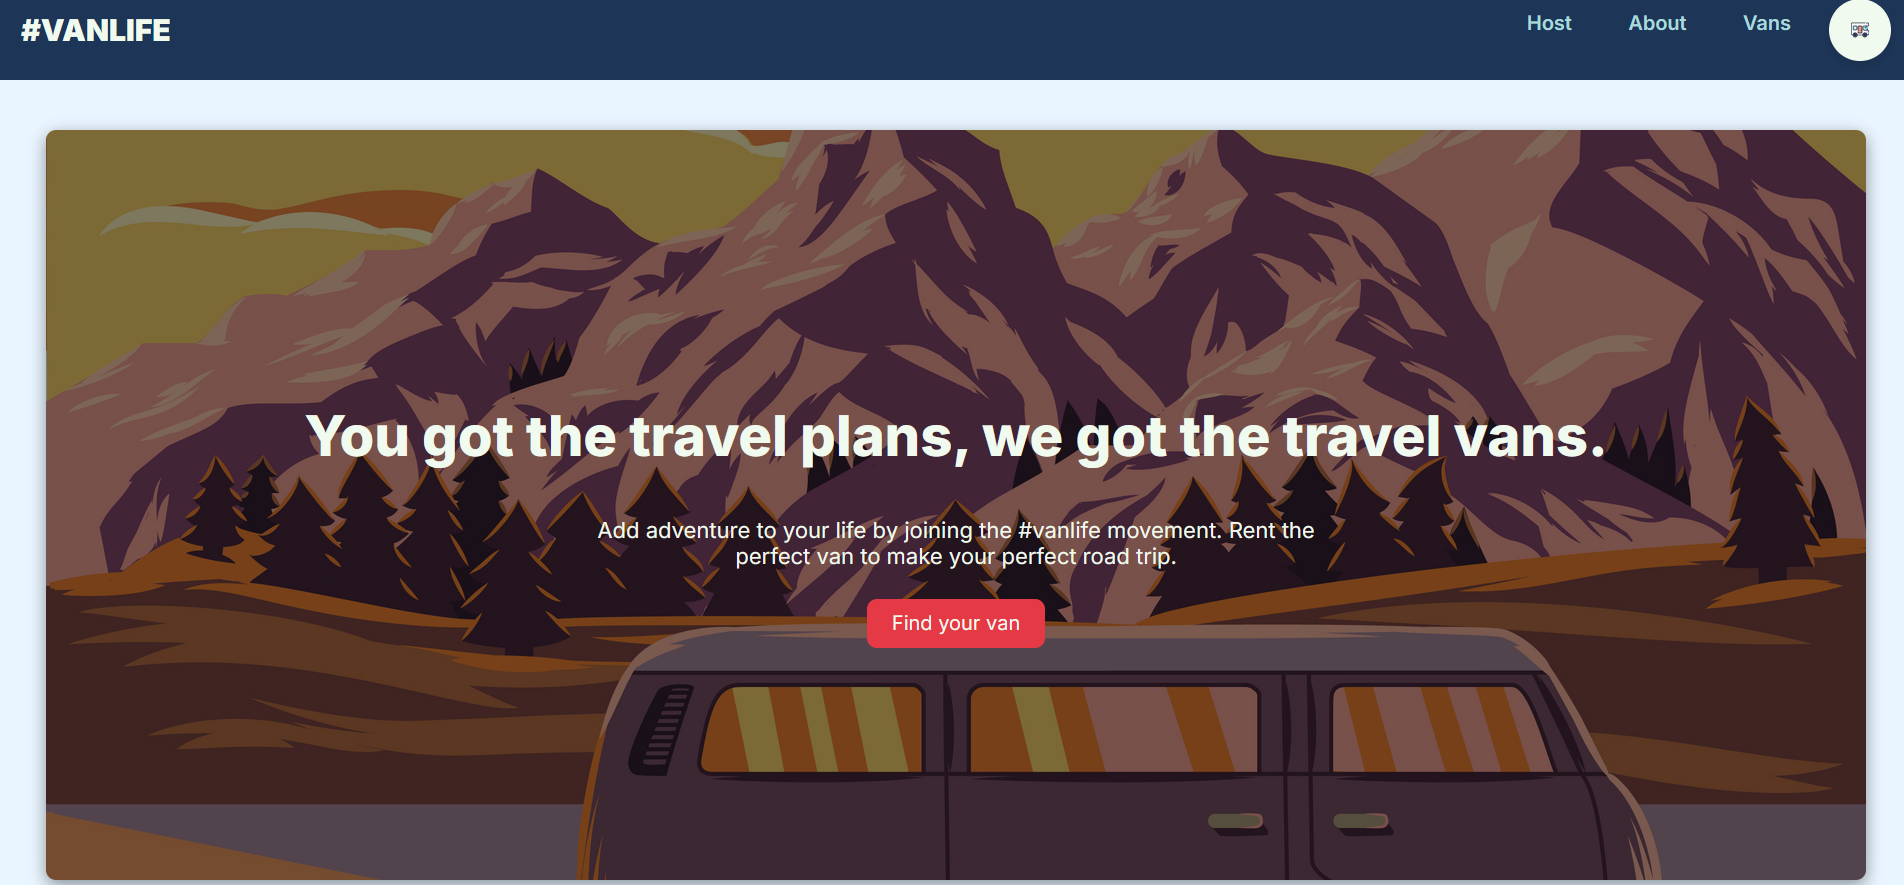 #VANLIFE
Host
About
Vans
You got the travel plans, we got the travel vans.
Add adventure to your life by joining the #vanlife movement. Rent the
perfect van to make your perfect road trip.
Find your van